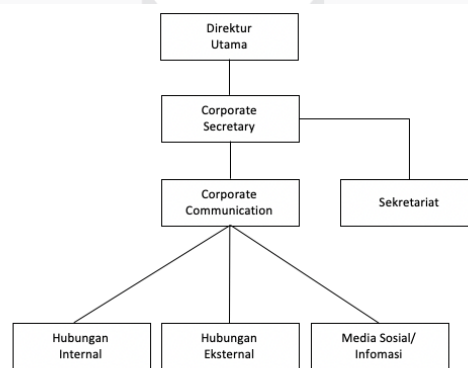 Direktur
Utama
Corporate
Secretary
Corporate
Communication
Sekretariat
Hubungan
Internal
Hubungan
Eksternal
Media Sosial/
Infomasi